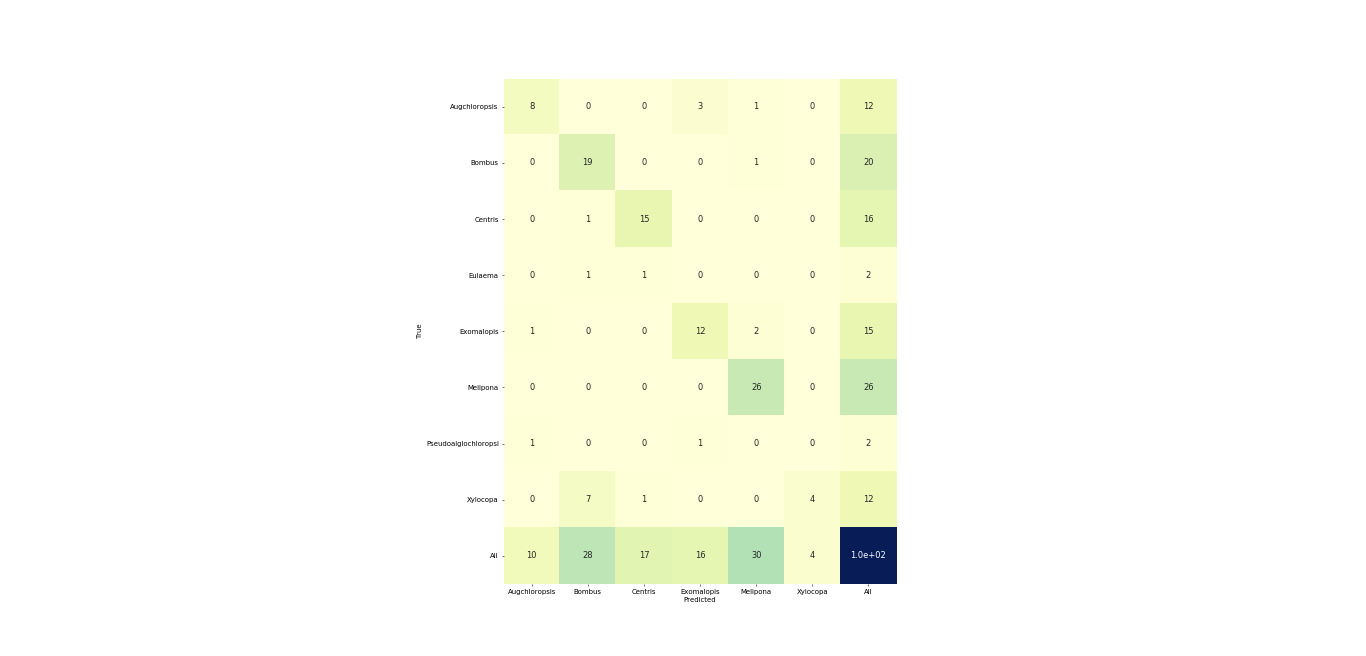 Augchloropsis 8 0 0 3 1 0 12
Bombus 0 19 0 0 1 0 20
Centris 0 1 15 0 0 0 16
Eulaema 0 1 1 0 0 0 2
True
Exomalopis 1 0 0 12 2 0 15
Melipona 0 0 0 0 26 0 26
Pseudoalglochloropsi 1 0 0 1 0 0 2
Xylocopa 0 7 1 0 0 4 12
All 10 28 17 16 30 4 1.0e+02
Augchloropsis Bombus Centris Exomalopis Melipona Xylocopa All
Predicted